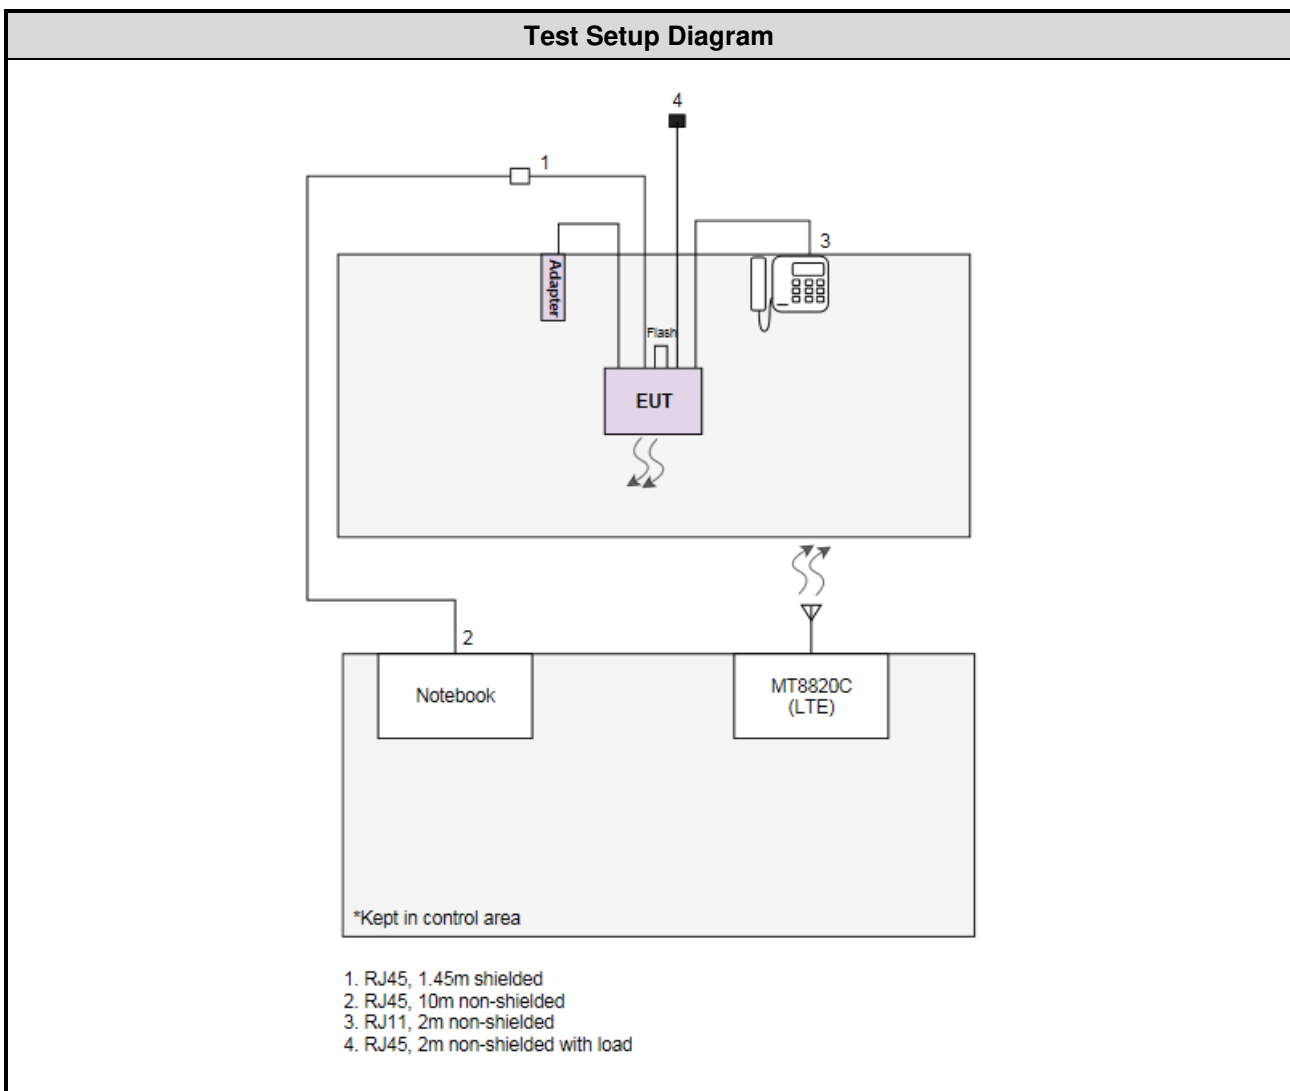 Test Setup Diagram
4
1
3
Adapter
Flash
EUT
2
Notebook
MT8820C
(LTE)
*Kept in control area
1. RJ45, 1.45m shielded
2. RJ45, 10m non-shielded
3. RJ11, 2m non-shielded
4. RJ45, 2m non-shielded with load